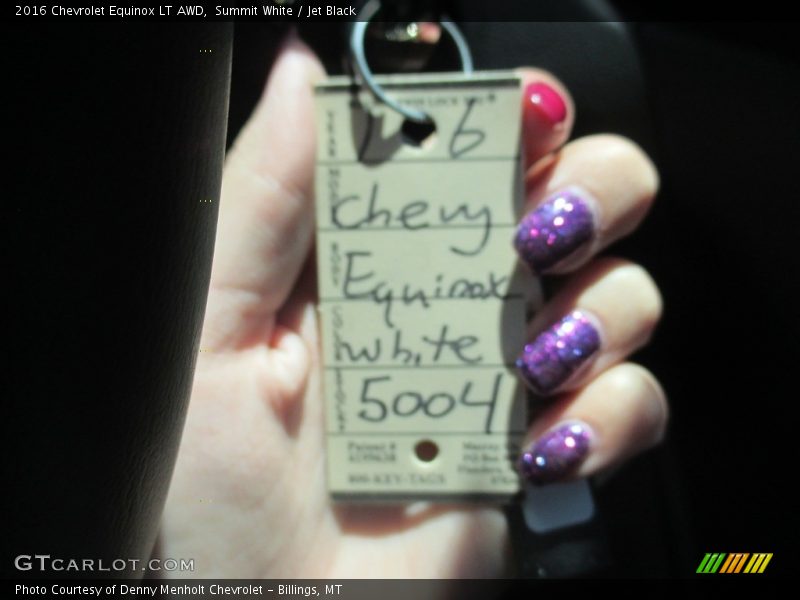 2016 Chevrolet Equinox LT AWD, Summit White / Jet Black
16
Chevy
Equinox
white
5004
Patent #
800-KEY-TAGS
GTCARLOT.COM
Photo Courtesy of Denny Menholt Chevrolet - Billings, MT